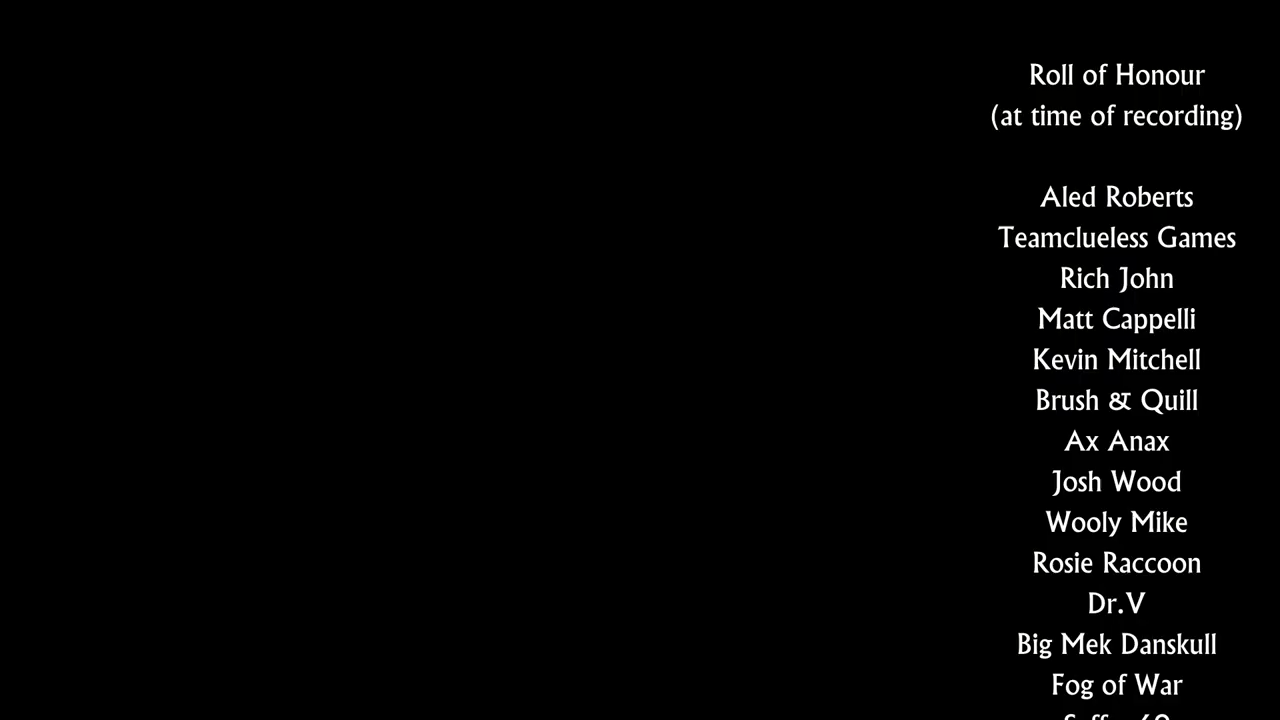 Roll of Honour
(at time of recording)
Aled Roberts
Teamclueless Games
Rich John
Matt Cappelli
Kevin Mitchell
Brush & Quill
Ax Anax
Josh Wood
Wooly Mike
Rosie Raccoon
Dr.V
Big Mek Danskull
Fog of War